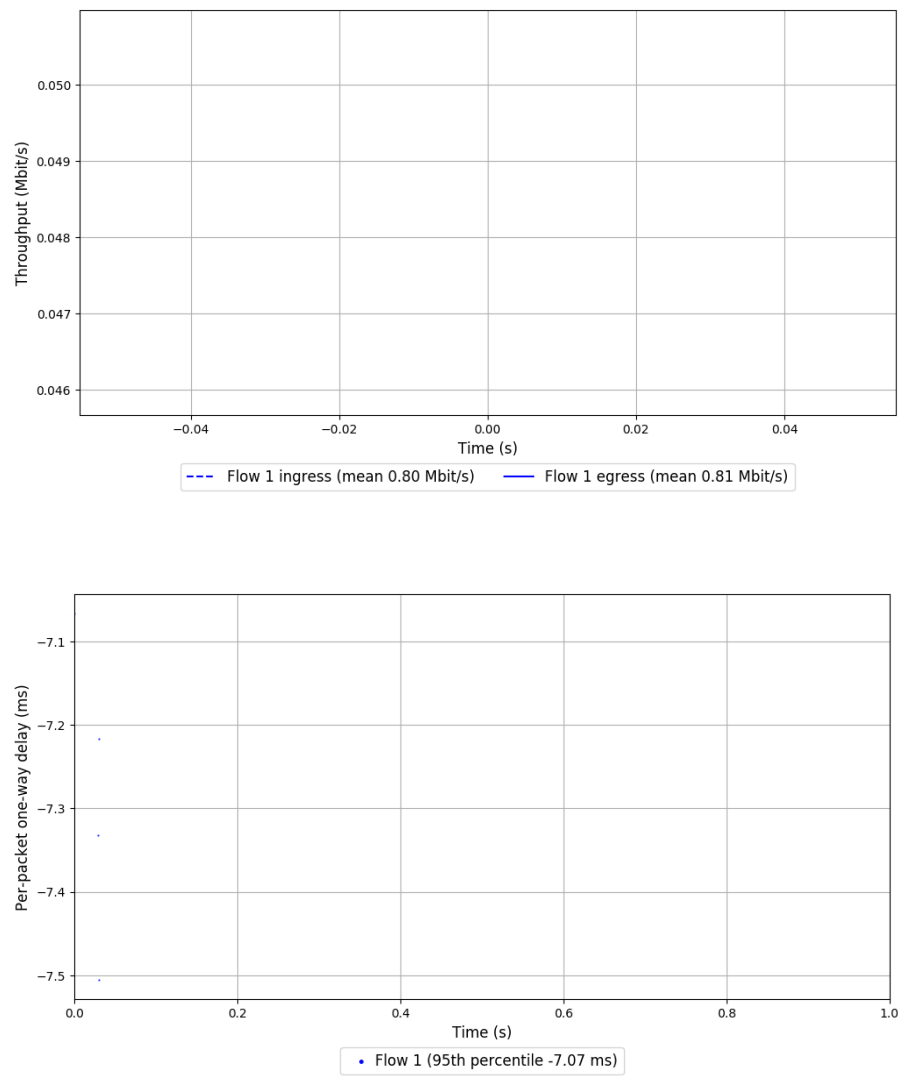 0.050
0.049
0.048
0.047
0.046
Throughput (Mbit/s)
−0.04 −0.02 0.00 0.02 0.04
Time (s)
Flow 1 ingress (mean 0.80 Mbit/s) Flow 1 egress (mean 0.81 Mbit/s)
−7.1
−7.2
−7.3
−7.4
−7.5
Per-packet one-way delay (ms)
0.0 0.2 0.4 0.6 0.8 1.0
Time (s)
Flow 1 (95th percentile -7.07 ms)